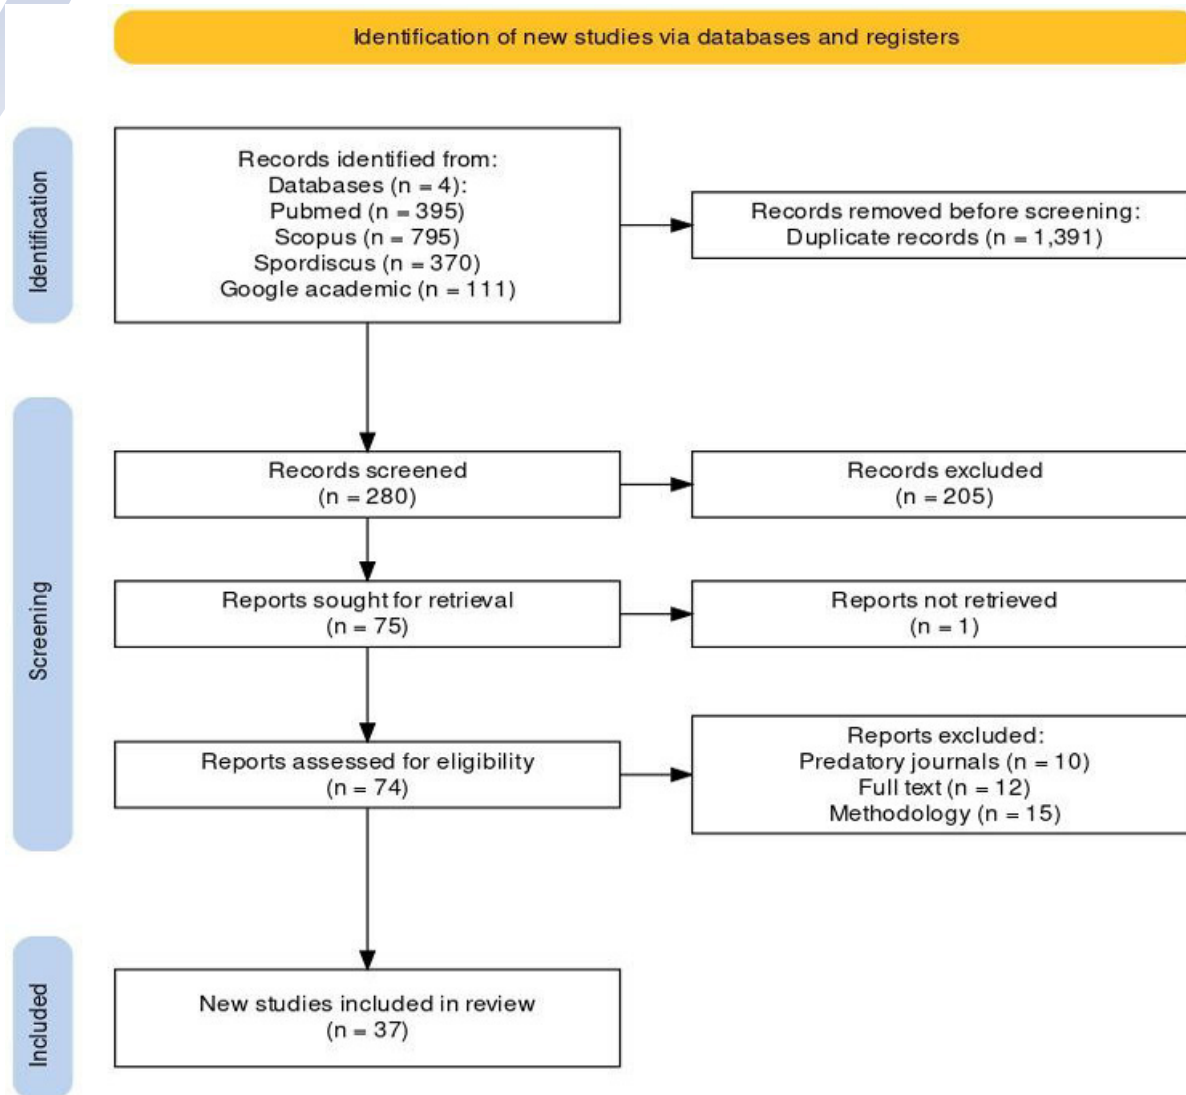 Identification of new studies via databases and registers
Identification
Records identified from:
Databases (n = 4):
Pubmed (n = 395)
Scopus (n = 795)
Spordiscus (n = 370)
Google academic (n = 111)
Records removed before screening:
Duplicate records (n = 1,391)
Screening
Records screened
(n = 280)
Records excluded
(n = 205)
Reports sought for retrieval
(n = 75)
Reports not retrieved
(n = 1)
Reports assessed for eligibility
(n = 74)
Reports excluded:
Predatory journals (n = 10)
Full text (n = 12)
Methodology (n = 15)
Included
New studies included in review
(n = 37)